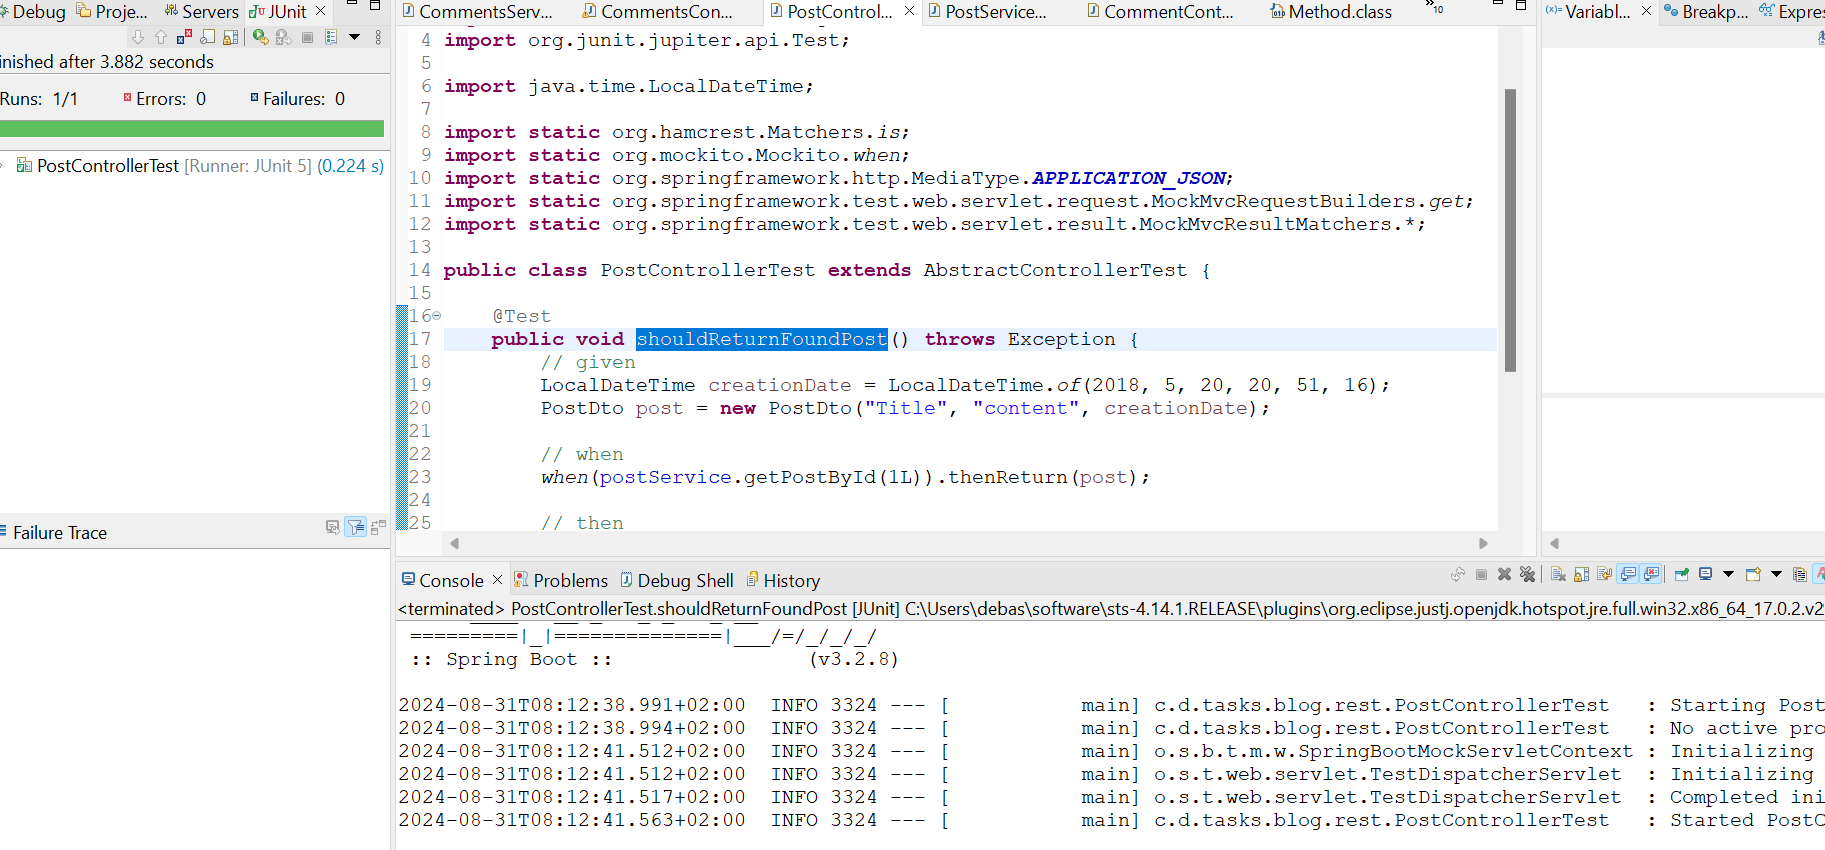 Debug Proje... Servers JUnit
inished after 3.882 seconds
Runs: 1/1 Errors: 0 Failures: 0
PostControllerTest [Runner: JUnit 5] (0.224 s)
Failure Trace
CommentsServ... CommentsCon... PostControl... PostService... CommentCont... Method.class »10
4 import org.junit.jupiter.api.Test;
5
6 import java.time.LocalDateTime;
7
8 import static org.hamcrest.Matchers.is;
9 import static org.mockito.Mockito.when;
10 import static org.springframework.http.MediaType.APPLICATION_JSON;
11 import static org.springframework.test.web.servlet.request.MockMvcRequestBuilders.get;
12 import static org.springframework.test.web.servlet.result.MockMvcResultMatchers.*;
13
14 public class PostControllerTest extends AbstractControllerTest {
15
16 @Test
17 public void shouldReturnFoundPost() throws Exception {
18 // given
19 LocalDateTime creationDate = LocalDateTime.of(2018, 5, 20, 20, 51, 16);
20 PostDto post = new PostDto("Title", "content", creationDate);
21
22 // when
23 when(postService.getPostById(1L)).thenReturn(post);
24
25 // then
(x)= Variabl... Breakp... Expres
Console Problems Debug Shell History
<terminated> PostControllerTest.shouldReturnFoundPost [JUnit] C:\Users\debas\software\sts-4.14.1.RELEASE\plugins\org.eclipse.justj.openjdk.hotspot.jre.full.win32.x86_64_17.0.2.v2
=========|_|==============|___/=/_/_/_/
:: Spring Boot :: (v3.2.8)
2024-08-31T08:12:38.991+02:00 INFO 3324 --- [ main] c.d.tasks.blog.rest.PostControllerTest : Starting Post
2024-08-31T08:12:38.994+02:00 INFO 3324 --- [ main] c.d.tasks.blog.rest.PostControllerTest : No active pro
2024-08-31T08:12:41.512+02:00 INFO 3324 --- [ main] o.s.b.t.m.w.SpringBootMockServletContext : Initializing
2024-08-31T08:12:41.512+02:00 INFO 3324 --- [ main] o.s.t.web.servlet.TestDispatcherServlet : Initializing
2024-08-31T08:12:41.517+02:00 INFO 3324 --- [ main] o.s.t.web.servlet.TestDispatcherServlet : Completed ini
2024-08-31T08:12:41.563+02:00 INFO 3324 --- [ main] c.d.tasks.blog.rest.PostControllerTest : Started PostC